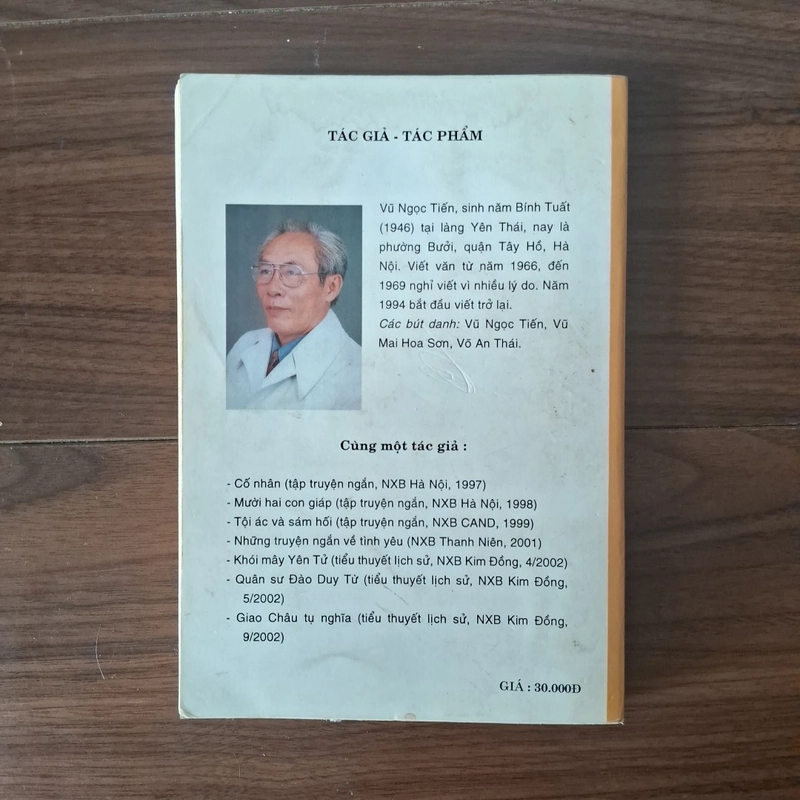 TÁC GIẢ - TÁC PHẨM
Vũ Ngọc Tiến, sinh năm Bính Tuất
(1946) tại làng Yên Thái, nay là
phường Bưởi, quận Tây Hồ, Hà
Nội. Viết văn từ năm 1966, đến
1969 nghỉ viết vì nhiều lý do. Năm
1994 bắt đầu viết trở lại.
Các bút danh: Vũ Ngọc Tiến, Vũ
Mai Hoa Sơn, Võ An Thái.
Cùng một tác giả :
- Cố nhân (tập truyện ngắn, NXB Hà Nội, 1997)
- Mười hai con giáp (tập truyện ngắn, NXB Hà Nội, 1998)
- Tội ác và sám hối (tập truyện ngắn, NXB CAND, 1999)
- Những truyện ngắn về tình yêu (NXB Thanh Niên, 2001)
- Khói mây Yên Tử (tiểu thuyết lịch sử, NXB Kim Đồng, 4/2002)
- Quân sư Đào Duy Từ (tiểu thuyết lịch sử, NXB Kim Đồng,
5/2002)
- Giao Châu tụ nghĩa (tiểu thuyết lịch sử, NXB Kim Đồng,
9/2002)
GIÁ : 30.000Đ